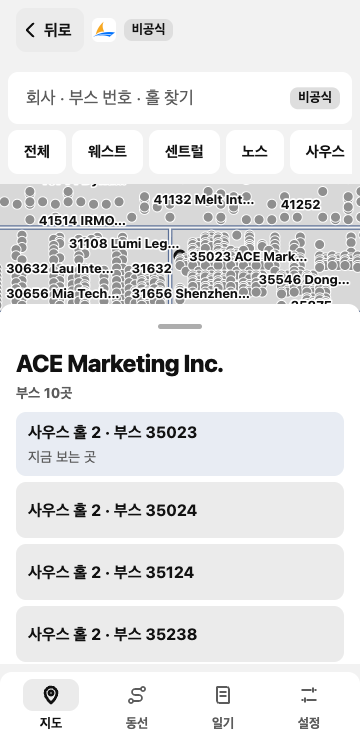 뒤로
비공식
회사 · 부스 번호 · 홀 찾기
비공식
전체
웨스트
센트럴
노스
사우스
41132 Melt Int...
41252
41514 IRMO...
31108 Lumi Leg...
35023 ACE Mark...
30632 Lau Inte...
31632
35546 Dong...
30656 Mia Tech...
31656 Shenzhen...
ACE Marketing Inc.
부스 10곳
사우스 홀 2 · 부스 35023
지금 보는 곳
사우스 홀 2 · 부스 35024
사우스 홀 2 · 부스 35124
사우스 홀 2 · 부스 35238
지도
동선
일기
설정